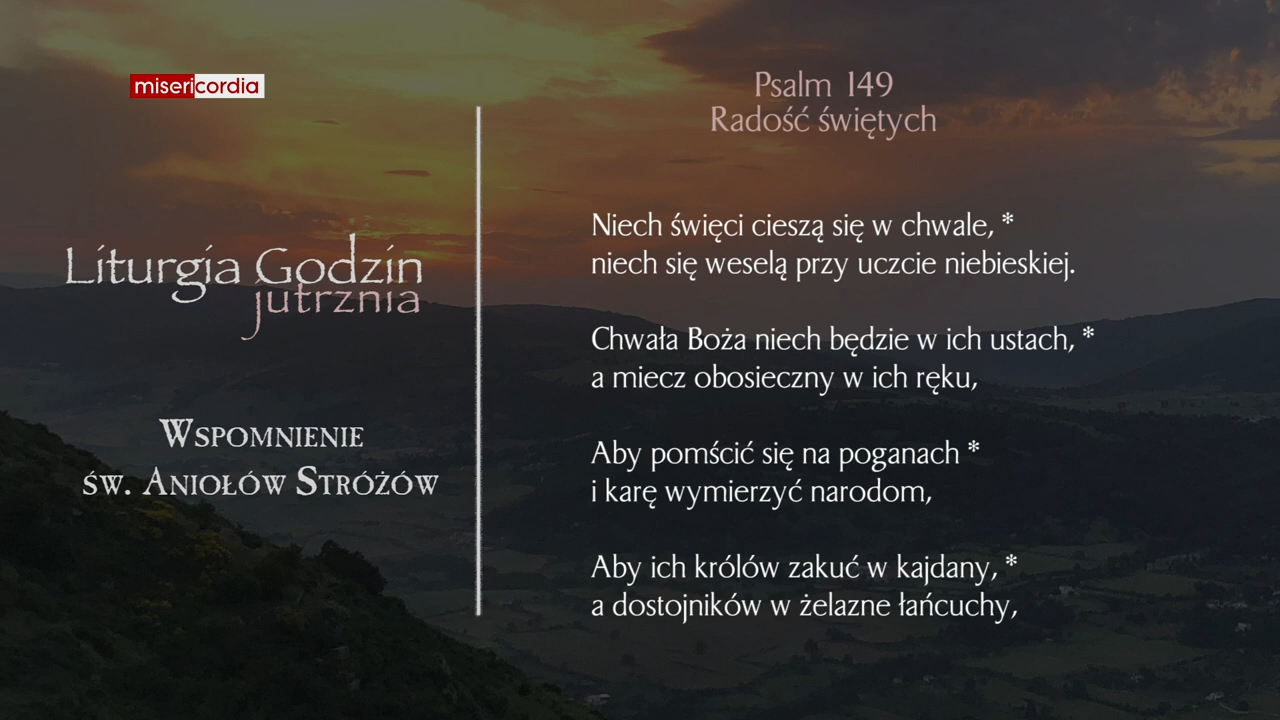 misericordia
Liturgia Godzin
jutrznia
Wspomnienie
św. Aniołów Stróżów
Psalm 149
Radość świętych
Niech święci cieszą się w chwale, *
niech się weselą przy uczcie niebieskiej.
Chwała Boża niech będzie w ich ustach, *
a miecz obosieczny w ich ręku,
Aby pomścić się na poganach *
i karę wymierzyć narodom,
Aby ich królów zakuć w kajdany, *
a dostojników w żelazne łańcuchy,